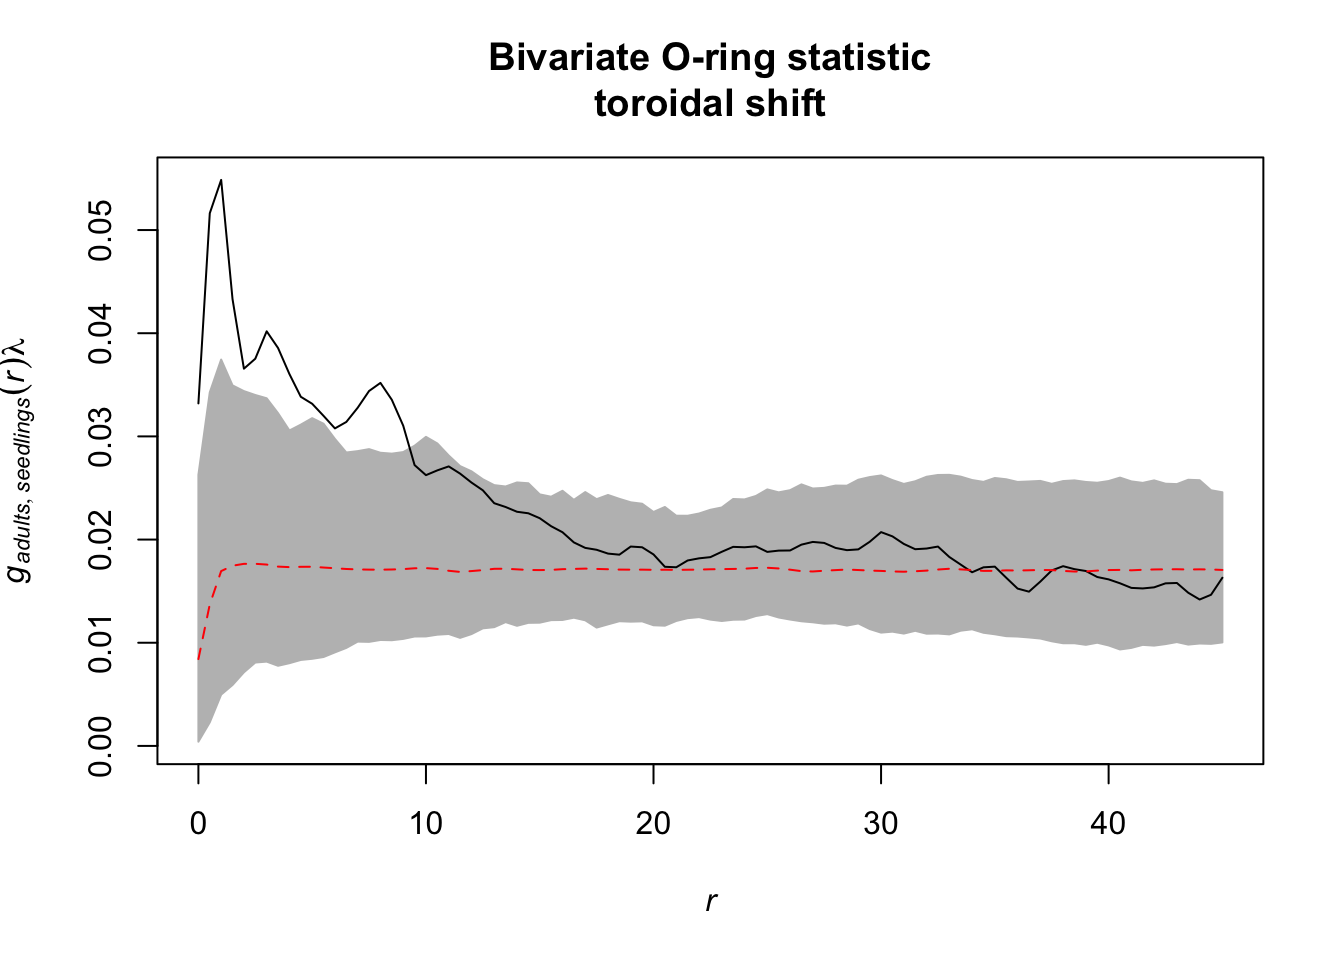 Bivariate O-ring statistic
toroidal shift
g adults, seedlings (r)λ
0.05
0.04
0.03
0.02
0.01
0.00
0 10 20 30 40
r